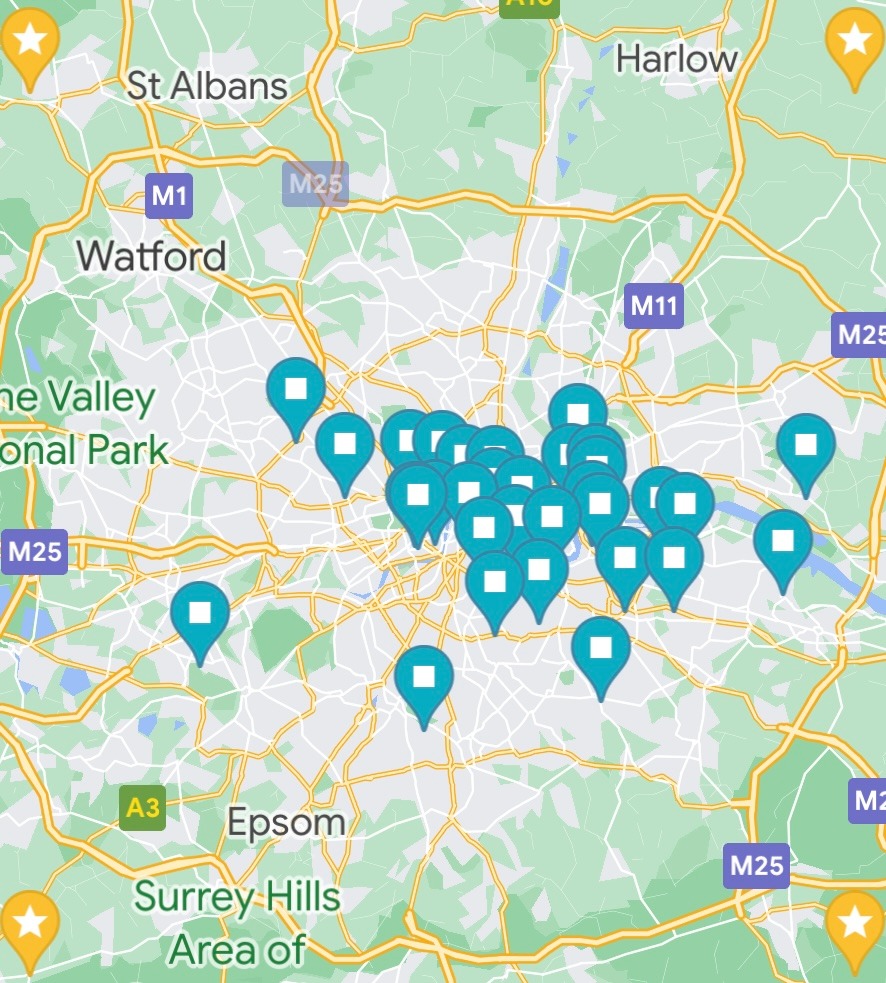 A10
Harlow
St Albans
M25
M1
Watford
M11
M25
ne Valley
onal Park
M25
A3
M2
Epsom
M25
Surrey Hills
Area of